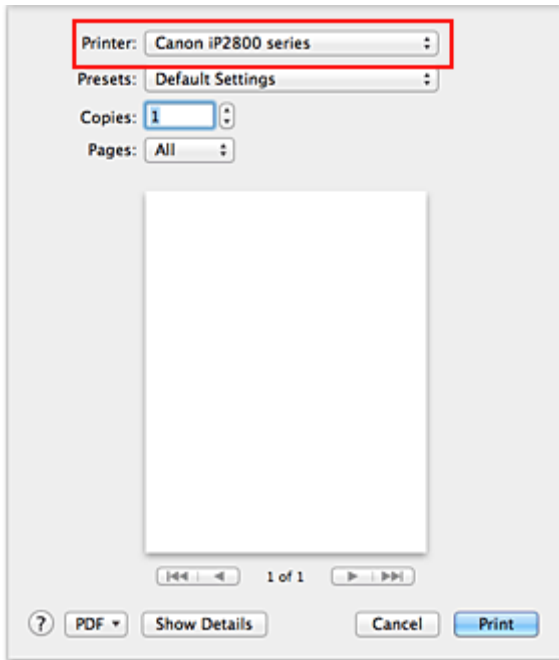 Printer: Canon iP2800 series
Presets: Default Settings
Copies: 1
Pages: All
1 of 1
? PDF Show Details Cancel Print